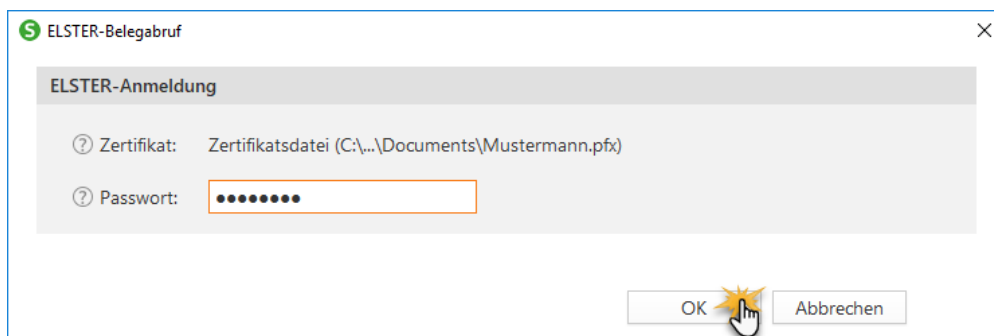 S ELSTER-Belegabruf
ELSTER-Anmeldung
? Zertifikat: Zertifikatsdatei (C:\...\Documents\Mustermann.pfx)
? Passwort: ●●●●●●●●
OK Abbrechen